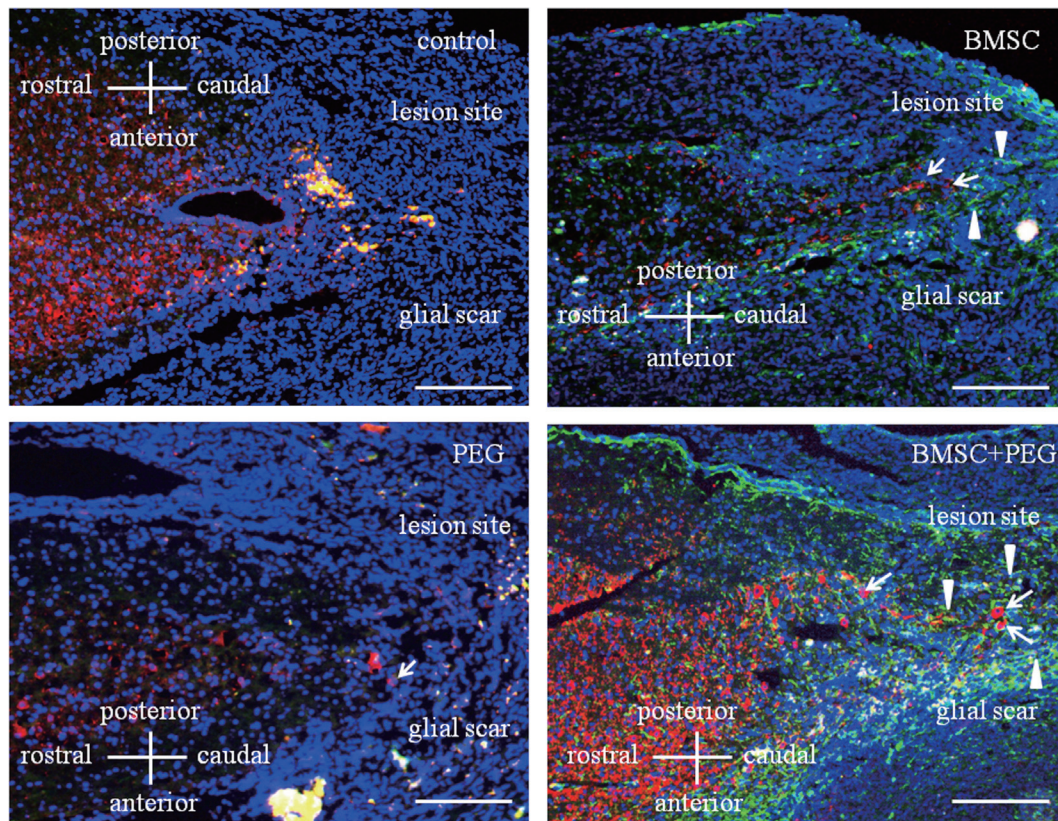 control
posterior
rostral
caudal
anterior
lesion site
glial scar
BMSC
lesion site
posterior
rostral
caudal
anterior
glial scar
PEG
lesion site
posterior
rostral
caudal
anterior
glial scar
BMSC+PEG
lesion site
posterior
rostral
caudal
anterior
glial scar